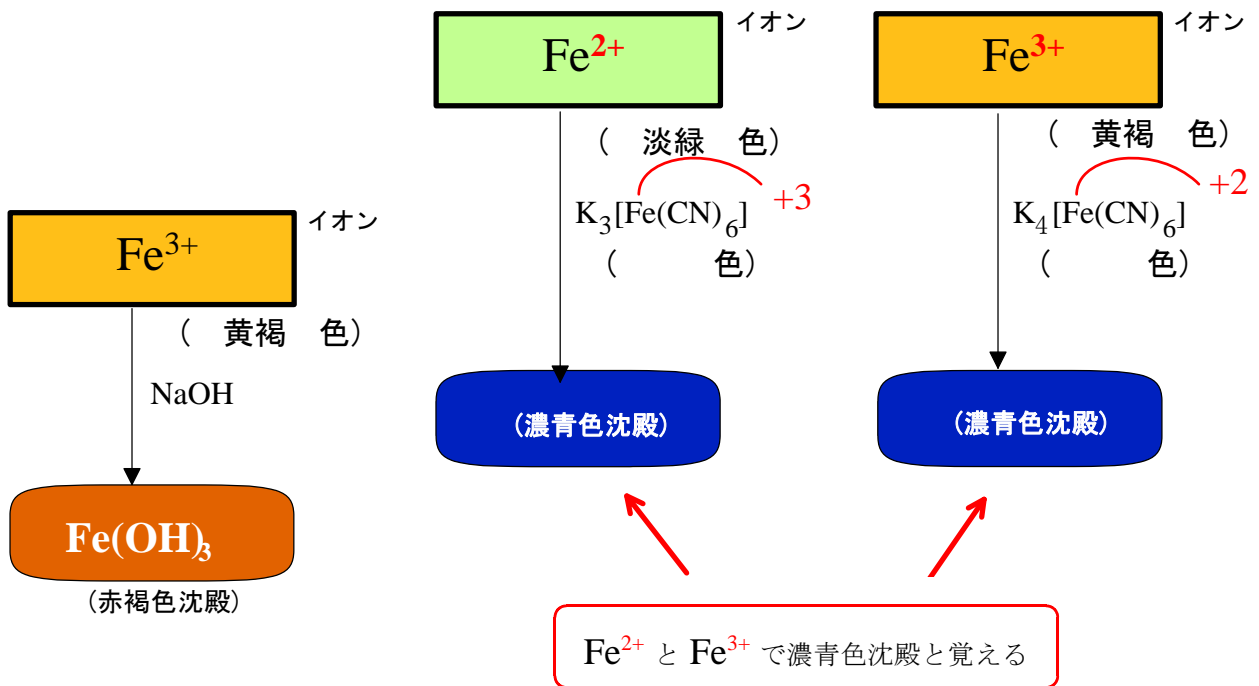 Fe3+
イオン
( 黄褐 色)
NaOH
Fe(OH)3
(赤褐色沈殿)
Fe2+
イオン
( 淡緑 色)
+3
K3[Fe(CN)6]
( 色)
(濃青色沈殿)
Fe3+
イオン
( 黄褐 色)
+2
K4[Fe(CN)6]
( 色)
(濃青色沈殿)
Fe2+ と Fe3+ で濃青色沈殿と覚える